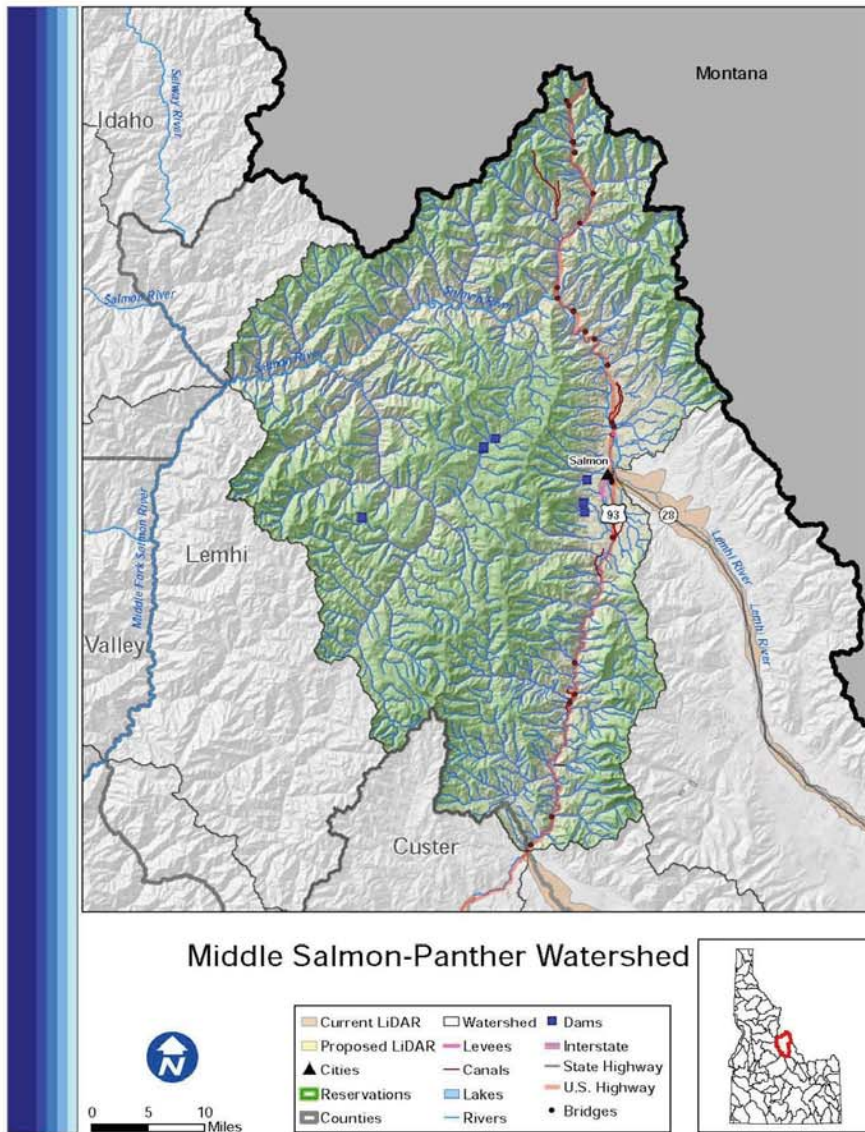 Montana
Idaho
Selway River
Salmon River
Salmon River
Salmon River
Salmon
93
28
Lemhi River
Lemhi River
Middle Fork Salmon River
Lemhi
Valley
Custer
Middle Salmon-Panther Watershed
N
0 5 10
Miles
Current LiDAR
Proposed LiDAR
Cities
Reservations
Counties
Watershed
Levees
Canals
Lakes
Rivers
Dams
Interstate
State Highway
U.S. Highway
Bridges